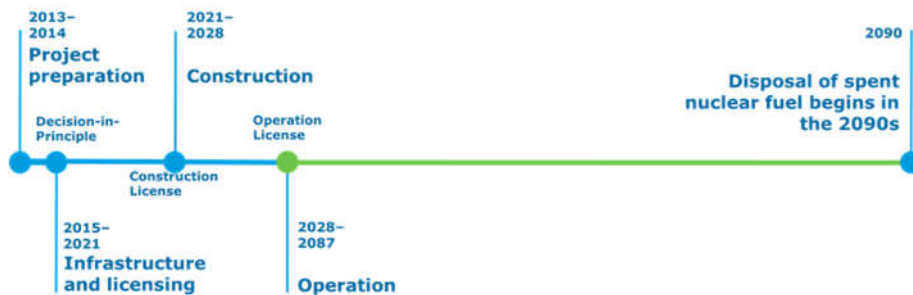 2013–
2014
Project
preparation
Decision-in-
Principle
2021–
2028
Construction
Construction
License
Operation
License
2015–
2021
Infrastructure
and licensing
2028–
2087
Operation
2090
Disposal of spent
nuclear fuel begins in
the 2090s